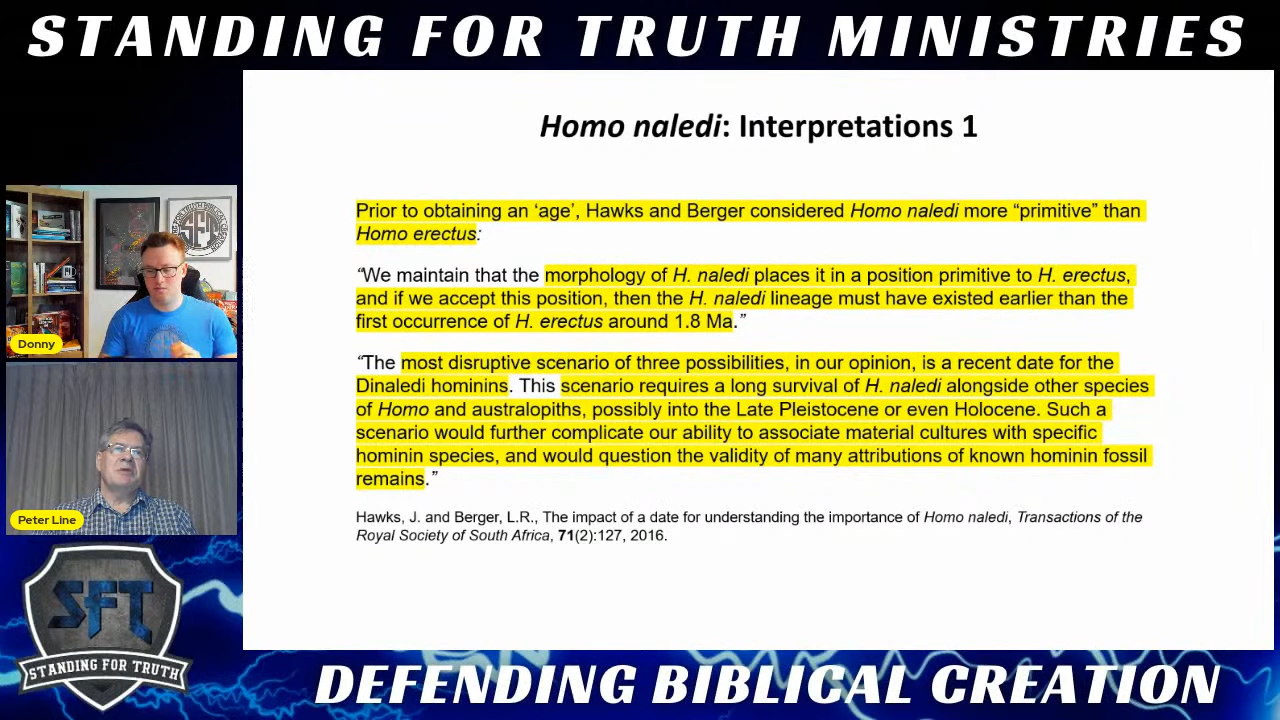 STANDING FOR TRUTH MINISTRIES
Homo naledi: Interpretations 1
Prior to obtaining an ‘age’, Hawks and Berger considered Homo naledi more “primitive” than
Homo erectus:
“We maintain that the morphology of H. naledi places it in a position primitive to H. erectus,
and if we accept this position, then the H. naledi lineage must have existed earlier than the
first occurrence of H. erectus around 1.8 Ma.”
“The most disruptive scenario of three possibilities, in our opinion, is a recent date for the
Dinaledi hominins. This scenario requires a long survival of H. naledi alongside other species
of Homo and australopiths, possibly into the Late Pleistocene or even Holocene. Such a
scenario would further complicate our ability to associate material cultures with specific
hominin species, and would question the validity of many attributions of known hominin fossil
remains.”
Hawks, J. and Berger, L.R., The impact of a date for understanding the importance of Homo naledi, Transactions of the
Royal Society of South Africa, 71(2):127, 2016.
SFT
Donny
Peter Line
SFT
STANDING FOR TRUTH
DEFENDING BIBLICAL CREATION